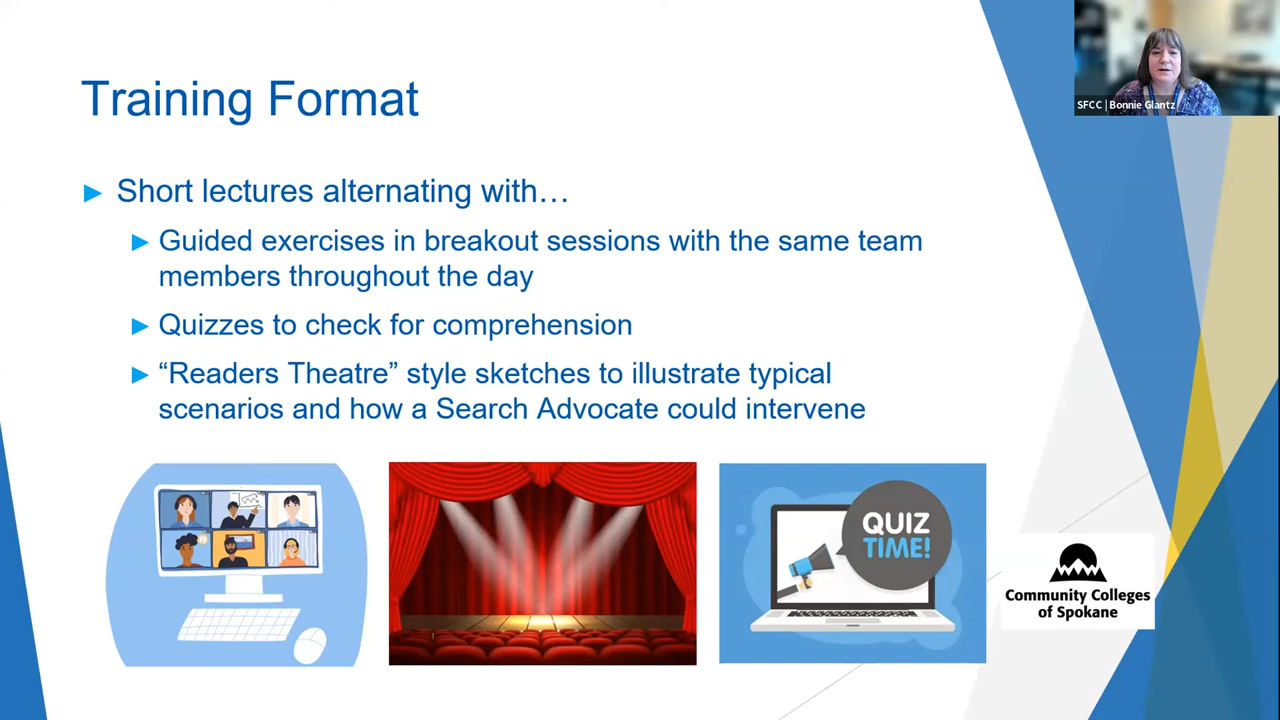 SFCC | Bonnie Glantz
Training Format
Short lectures alternating with…
Guided exercises in breakout sessions with the same team
members throughout the day
Quizzes to check for comprehension
“Readers Theatre” style sketches to illustrate typical
scenarios and how a Search Advocate could intervene
QUIZ
TIME!
Community Colleges
of Spokane